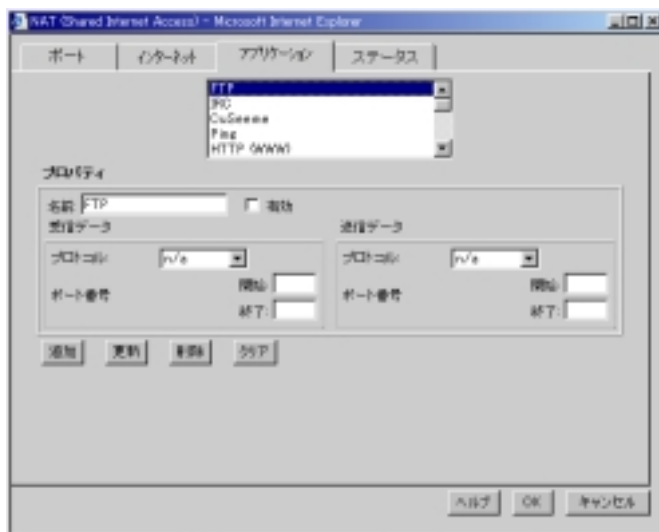 NAT (Shared Internet Access) - Microsoft Internet Explorer
ポート インターネット アプリケーション ステータス
FTP
IRC
CuSeeme
Ping
HTTP (WWW)
プロパティ
名前: FTP 有効
受信データ 送信データ
プロトコル: n/a プロトコル: n/a
ポート番号 開始: ポート番号 開始:
終了: 終了:
追加 更新 削除 クリア
ヘルプ OK キャンセル